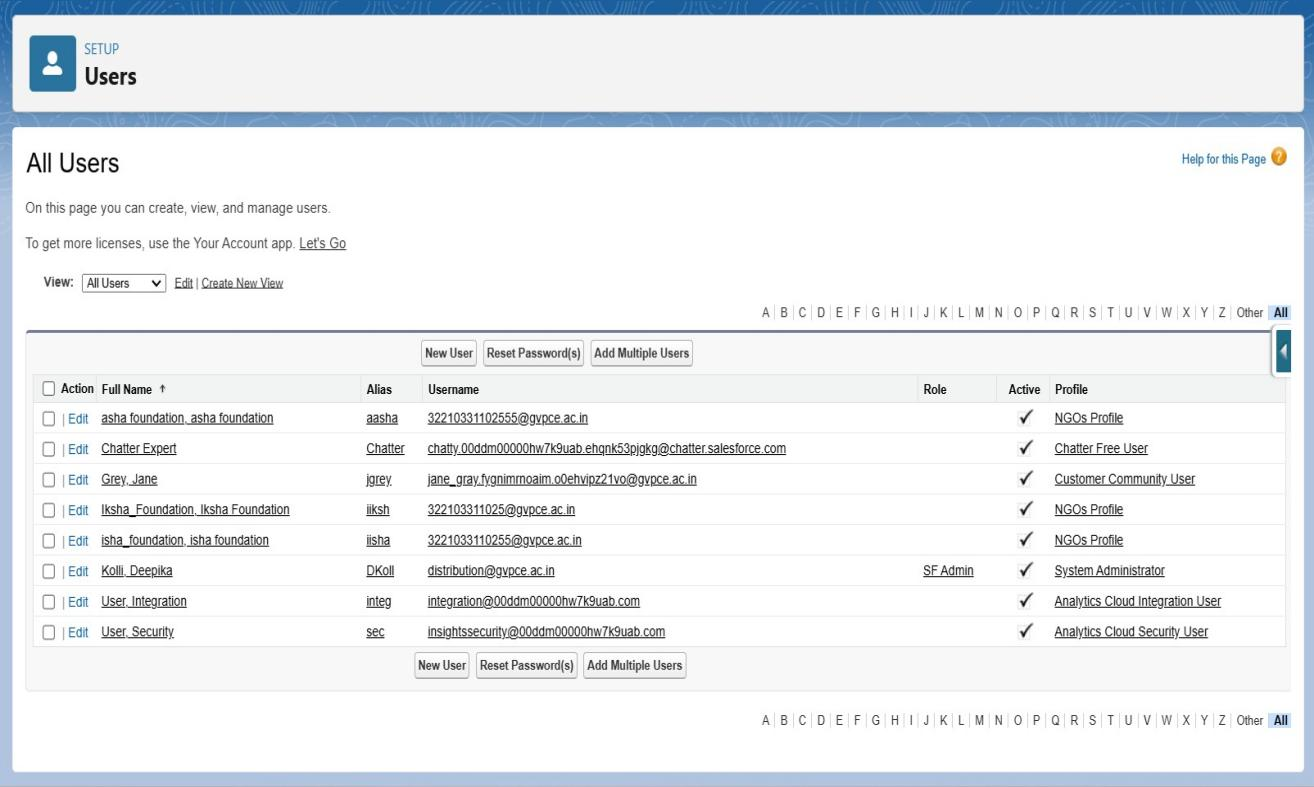 SETUP
Users
All Users
Help for this Page ?
On this page you can create, view, and manage users.
To get more licenses, use the Your Account app. Let's Go
View: All Users Edit | Create New View
A | B | C | D | E | F | G | H | I | J | K | L | M | N | O | P | Q | R | S | T | U | V | W | X | Y | Z | Other All
New User Reset Password(s) Add Multiple Users
Action Full Name ↑ Alias Username Role Active Profile
| Edit asha foundation, asha foundation aasha 32210331102555@gvpce.ac.in ✓ NGOs Profile
| Edit Chatter Expert Chatter chatty.00ddm00000hw7k9uab.ehqnk53pjgkg@chatter.salesforce.com ✓ Chatter Free User
| Edit Grey, Jane jgrey jane_gray.fygnimrnoaim.o0ehvipz21vo@gvpce.ac.in ✓ Customer Community User
| Edit Iksha_Foundation, Iksha Foundation iiksh 322103311025@gvpce.ac.in ✓ NGOs Profile
| Edit isha_foundation, isha foundation iisha 3221033110255@gvpce.ac.in ✓ NGOs Profile
| Edit Kolli, Deepika DKoll distribution@gvpce.ac.in SF Admin ✓ System Administrator
| Edit User, Integration integ integration@00ddm00000hw7k9uab.com ✓ Analytics Cloud Integration User
| Edit User, Security sec insightssecurity@00ddm00000hw7k9uab.com ✓ Analytics Cloud Security User
New User Reset Password(s) Add Multiple Users
A | B | C | D | E | F | G | H | I | J | K | L | M | N | O | P | Q | R | S | T | U | V | W | X | Y | Z | Other All